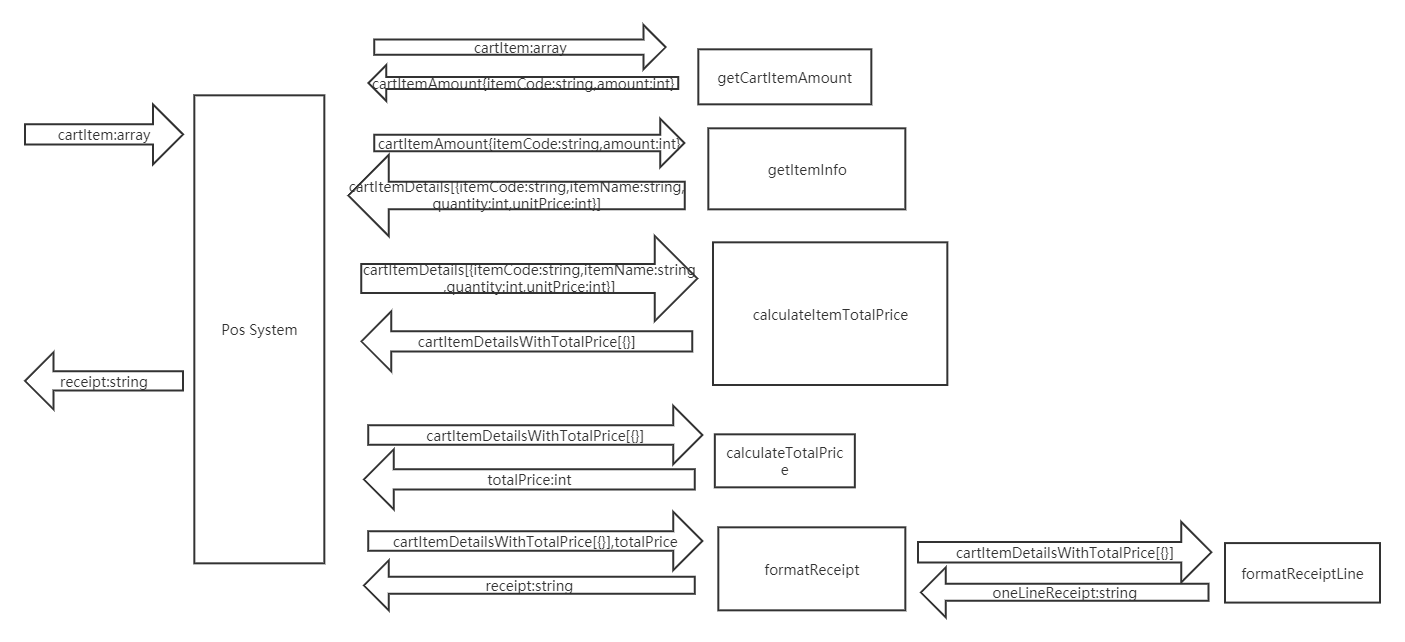 cartItem:array
receipt:string
Pos System
cartItem:array
cartItemAmount{itemCode:string,amount:int}
getCartItemAmount
cartItemAmount{itemCode:string,amount:int}
cartItemDetails[{itemCode:string,itemName:string,
quantity:int,unitPrice:int}]
getItemInfo
cartItemDetails[{itemCode:string,itemName:string
,quantity:int,unitPrice:int}]
cartItemDetailsWithTotalPrice[{}]
calculateItemTotalPrice
cartItemDetailsWithTotalPrice[{}]
totalPrice:int
calculateTotalPric
e
cartItemDetailsWithTotalPrice[{}],totalPrice
receipt:string
formatReceipt
cartItemDetailsWithTotalPrice[{}]
oneLineReceipt:string
formatReceiptLine